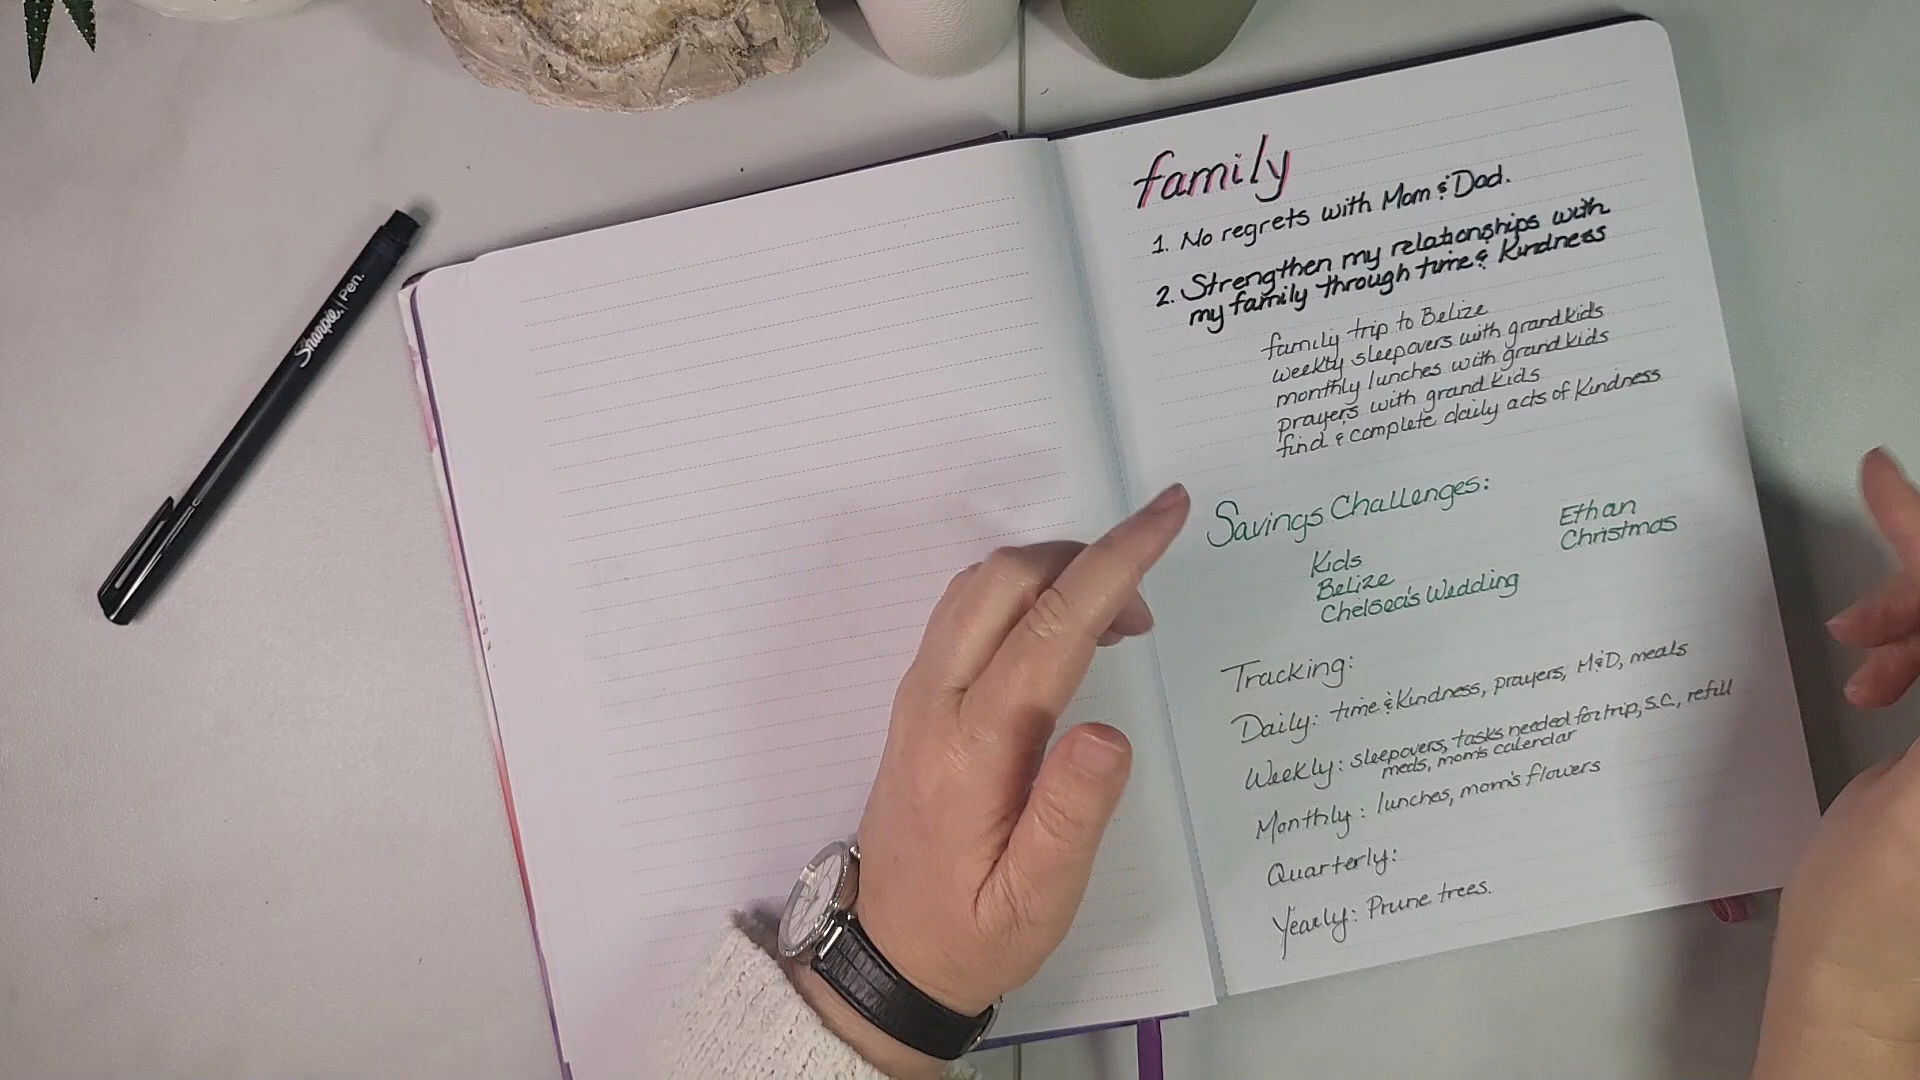 Sharpie. Pen.
family
1. No regrets with Mom & Dad.
2. Strengthen my relationships with
my family through time & Kindness
family trip to Belize
weekly sleepovers with grandkids
monthly lunches with grandkids
prayers with grandkids
find & complete daily acts of Kindness
Savings Challenges:
Kids
Belize
Chelsea's Wedding
Ethan
Christmas
Tracking:
Daily: time & Kindness, prayers, M&D, meals
Weekly: sleepovers, tasks needed for trip, S.C., refill
meds, mom's calendar
Monthly: lunches, mom's flowers
Quarterly:
Yearly: Prune trees.